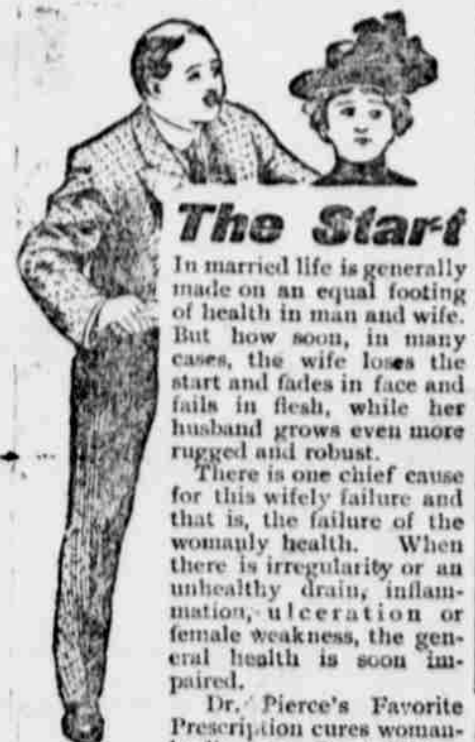 The Start
In married life is generally
made on an equal footing
of health in man and wife.
But how soon, in many
cases, the wife loses the
start and fades in face and
fails in flesh, while her
husband grows even more
rugged and robust.
There is one chief cause
for this wifely failure and
that is, the failure of the
womanly health. When
there is irregularity or an
unhealthy drain, inflam-
mation, ulceration or
female weakness, the gen-
eral health is soon im-
paired.
Dr. Pierce's Favorite
Prescription cures woman-